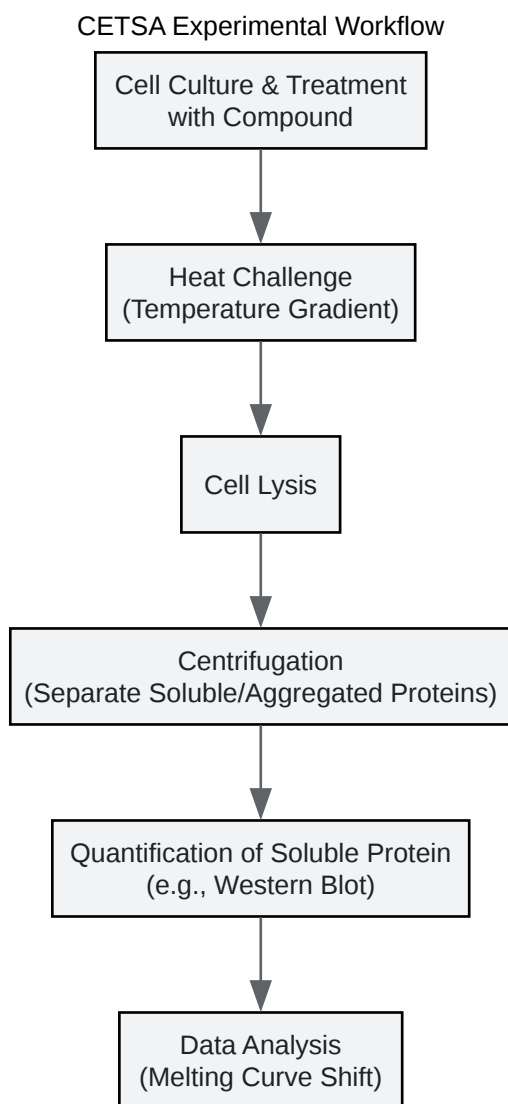 CETSA Experimental Workflow
Cell Culture & Treatment
with Compound
Heat Challenge
(Temperature Gradient)
Cell Lysis
Centrifugation
(Separate Soluble/Aggregated Proteins)
Quantification of Soluble Protein
(e.g., Western Blot)
Data Analysis
(Melting Curve Shift)